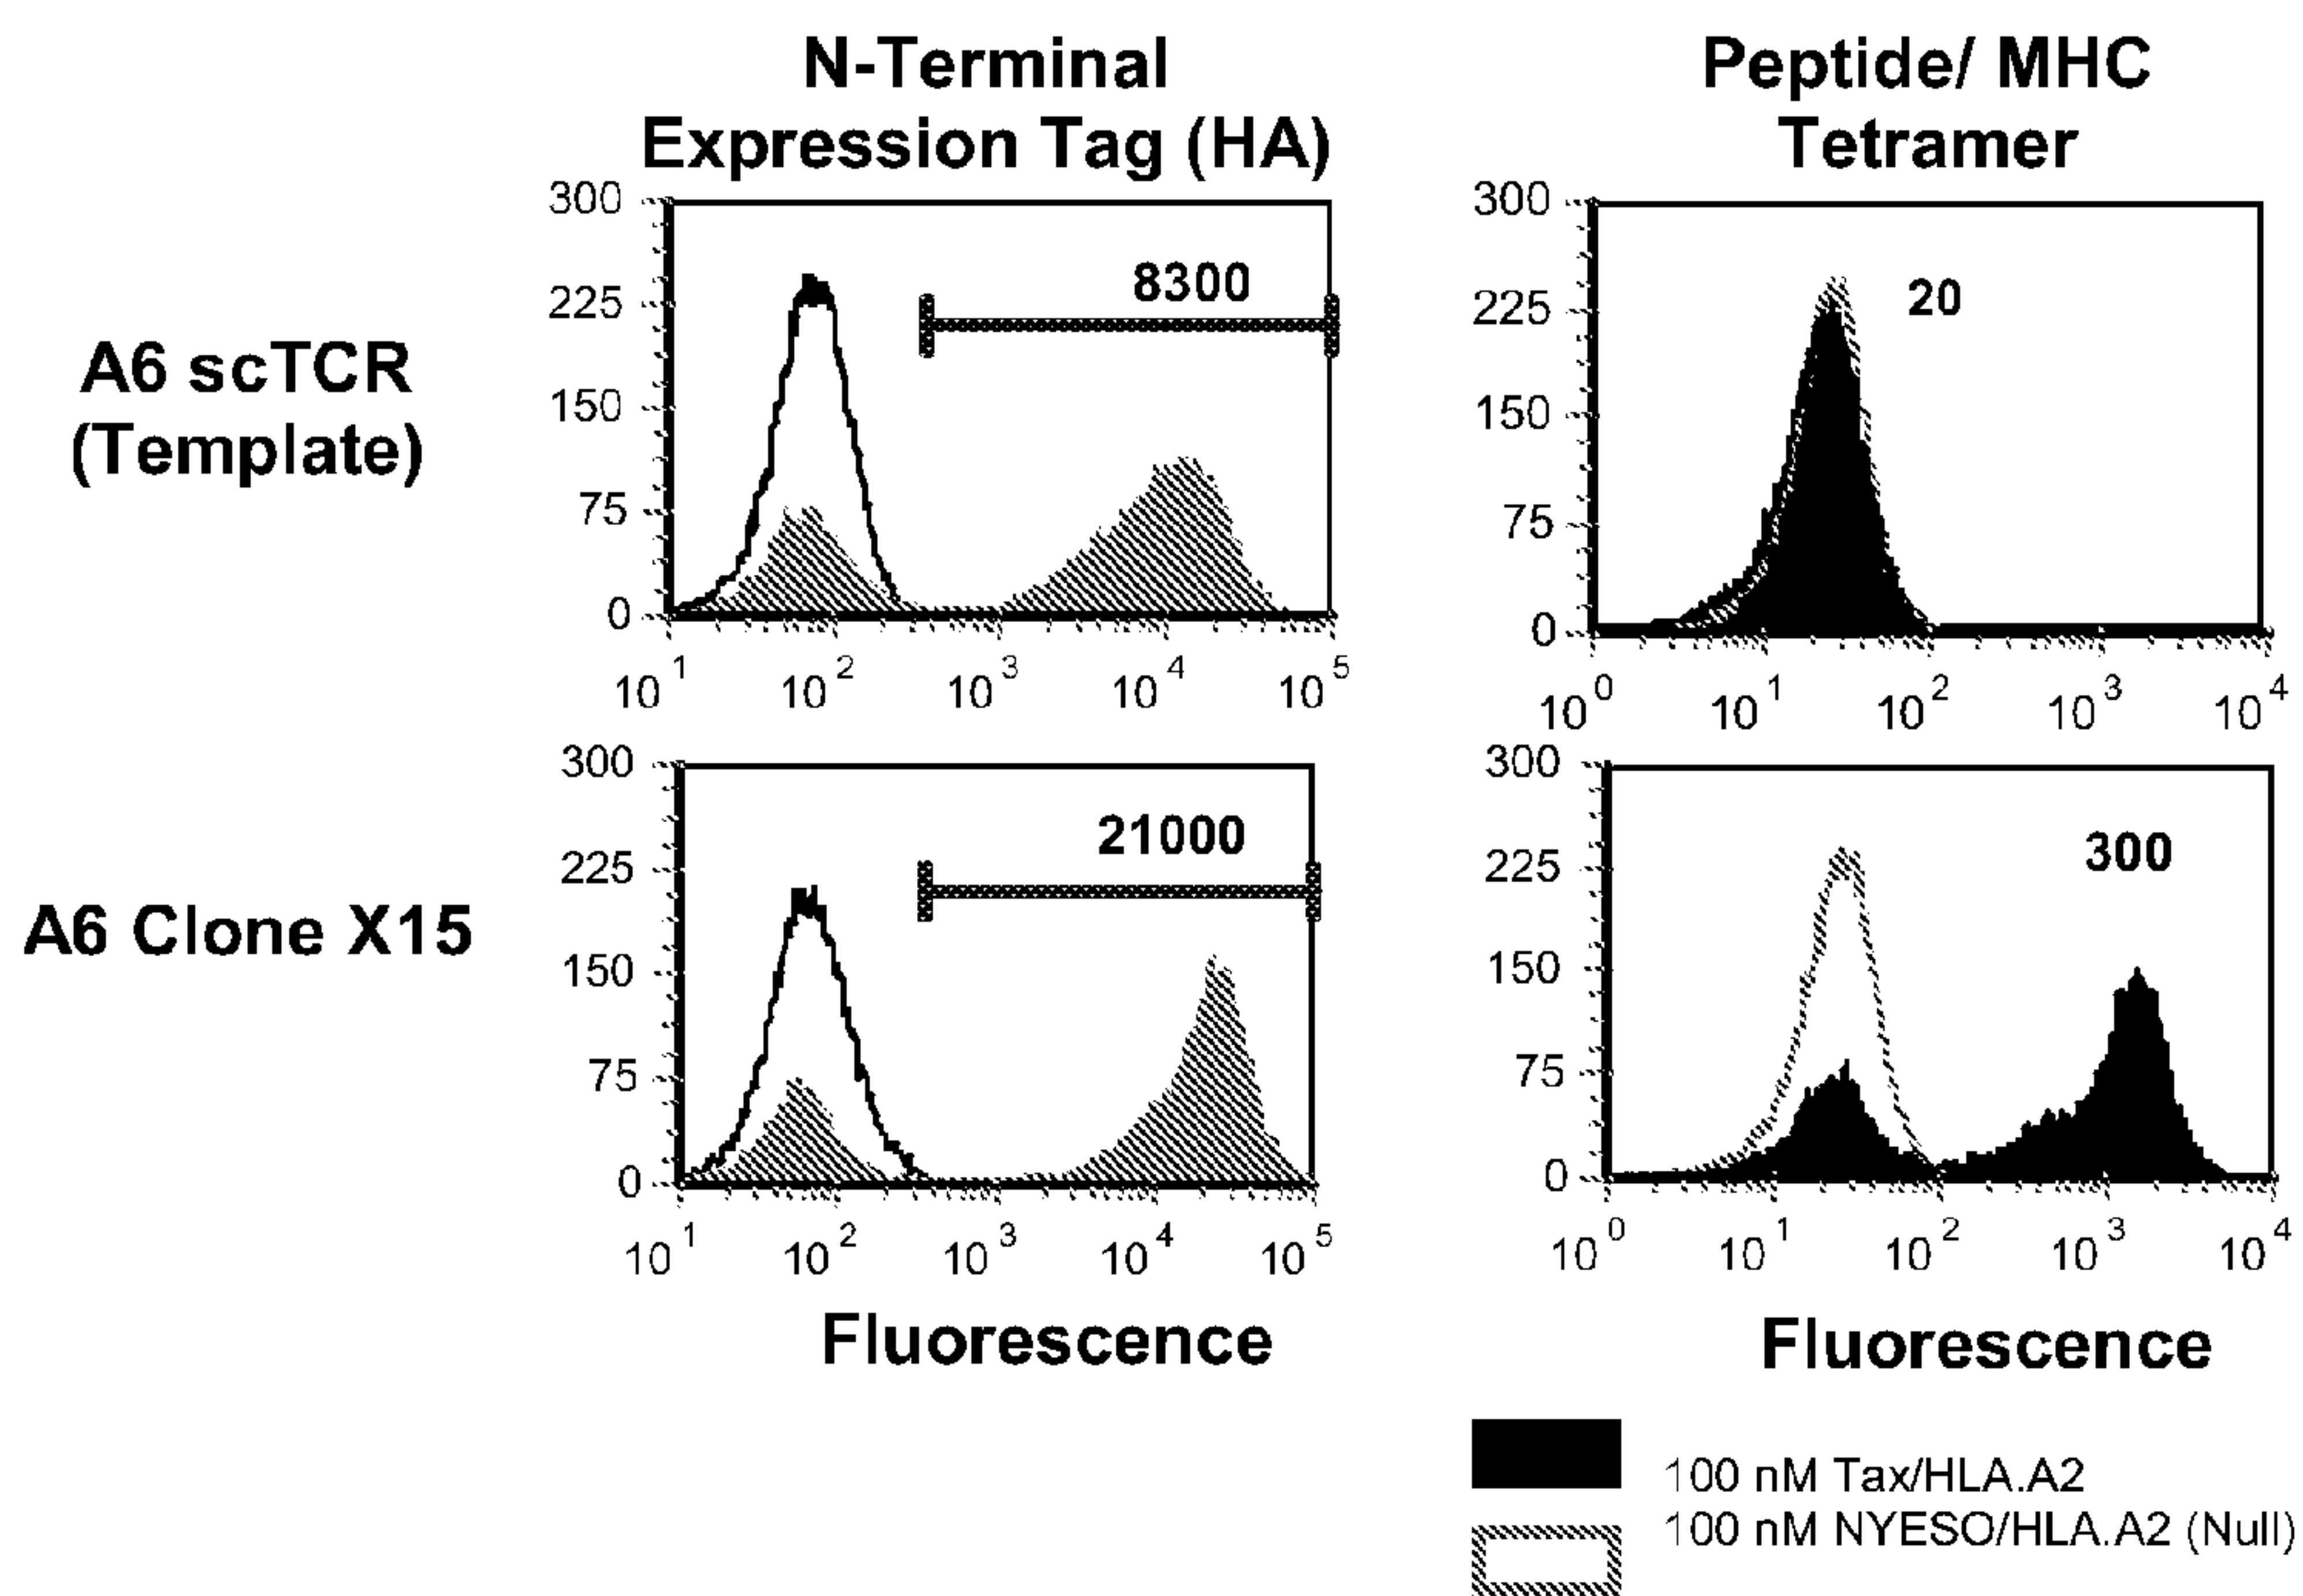 N-Terminal
Expression Tag (HA)
Peptide/ MHC
Tetramer
A6 scTCR
(Template)
300
225
150
75
0
8300
10^1 10^2 10^3 10^4 10^5
300
225
150
75
0
20
10^0 10^1 10^2 10^3 10^4
A6 Clone X15
300
225
150
75
0
21000
10^1 10^2 10^3 10^4 10^5
Fluorescence
300
225
150
75
0
300
10^0 10^1 10^2 10^3 10^4
Fluorescence
100 nM Tax/HLA.A2
100 nM NYESO/HLA.A2 (Null)